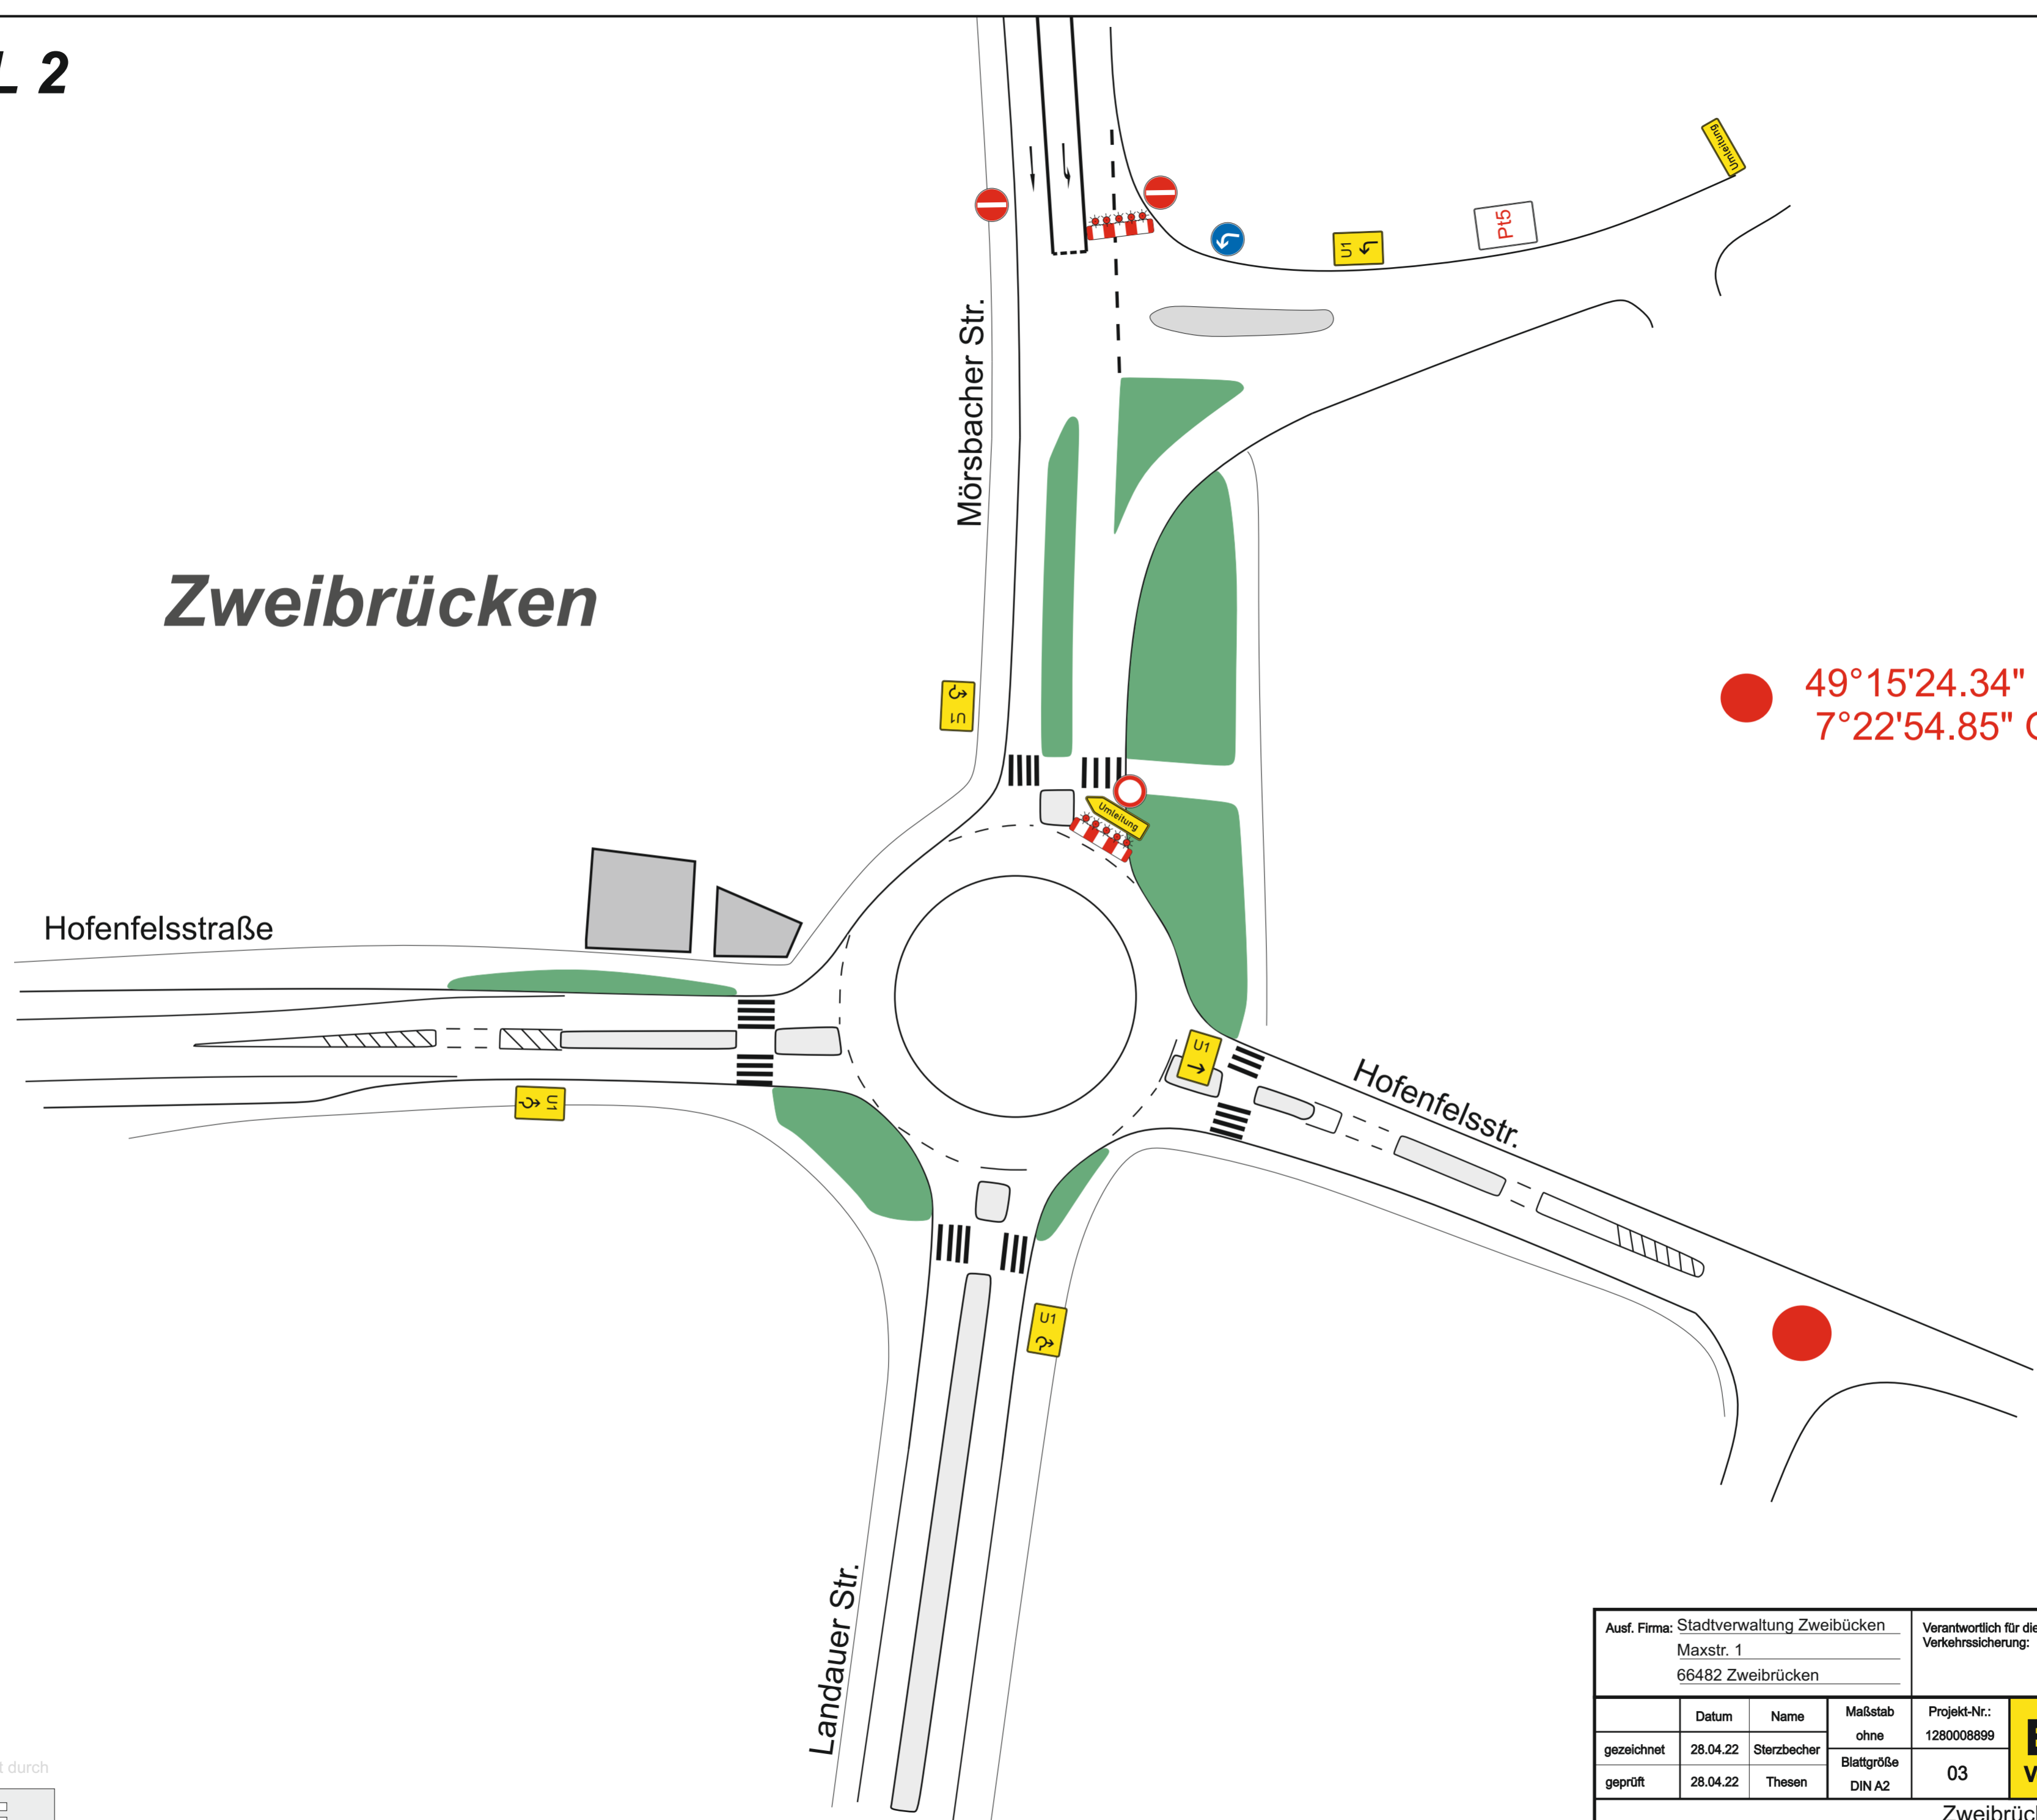 L 2
Umleitung
Pt5
U1
Mörsbacher Str.
Zweibrücken
49°15'24.34"
7°22'54.85"
U1
Umleitung
Hofenfelsstraße
U1
Hofenfelsstr.
U1
U1
Landauer Str.
t durch
Ausf. Firma: Stadtverwaltung Zweibücken
Maxstr. 1
66482 Zweibrücken
Verantwortlich für die
Verkehrssicherung:
Datum Name Maßstab Projekt-Nr.:
ohne 1280008899
gezeichnet 28.04.22 Sterzbecher
Blattgröße 03
geprüft 28.04.22 Thesen DIN A2
Zweibrüc